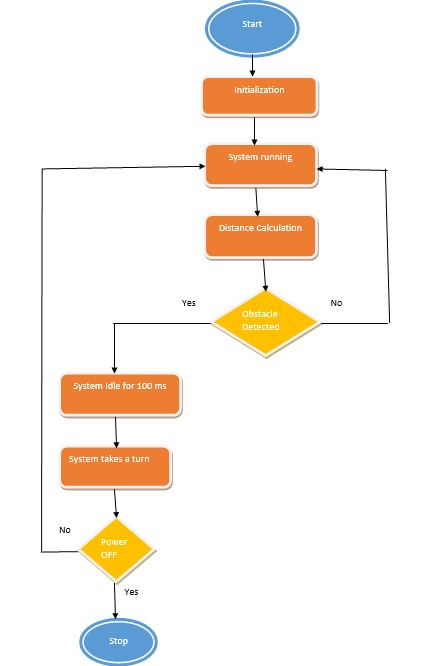 Start
Initialization
System running
Distance Calculation
Yes
No
Obstacle
Detected
System Idle for 100 ms
System takes a turn
No
Power
OFF
Yes
Stop